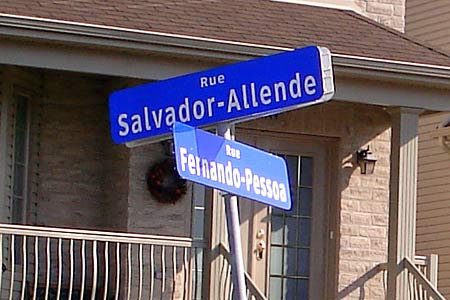 Rue
Salvador-Allende
Rue
Fernando-Pessoa